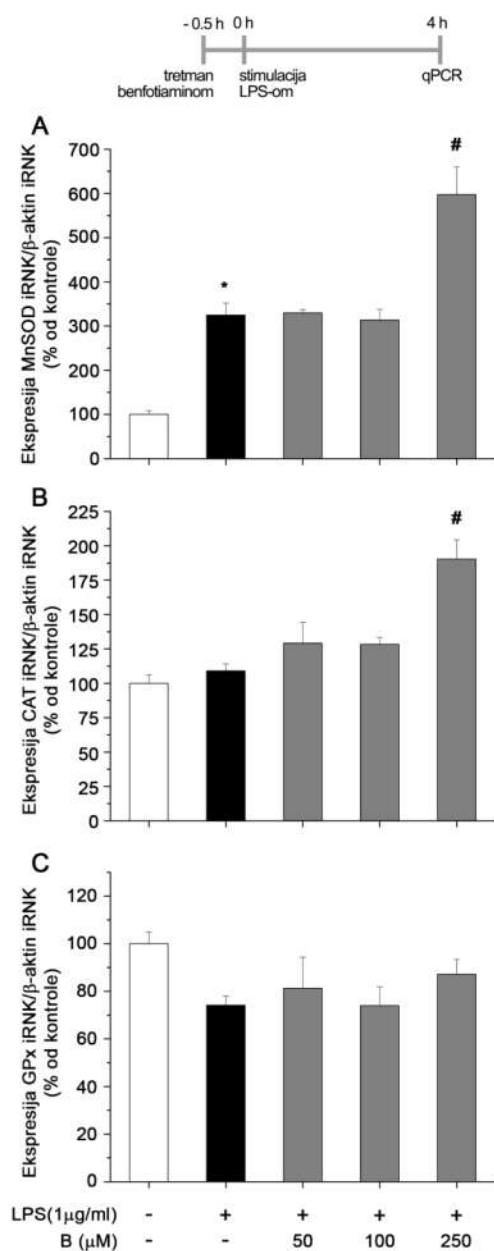 - 0.5 h 0 h 4 h
tretman stimulacija qPCR
benfotiaminom LPS-om
A
Ekspresija MnSOD iRNK/β-aktin iRNK
(% od kontrole)
700
600
500
400
300
200
100
0
*
#
B
Ekspresija CAT iRNK/β-aktin iRNK
(% od kontrole)
225
200
175
150
125
100
75
50
25
0
#
C
Ekspresija GPx iRNK/β-aktin iRNK
(% od kontrole)
120
100
80
60
40
20
0
LPS(1µg/ml) - + + + +
B (µM) - - 50 100 250